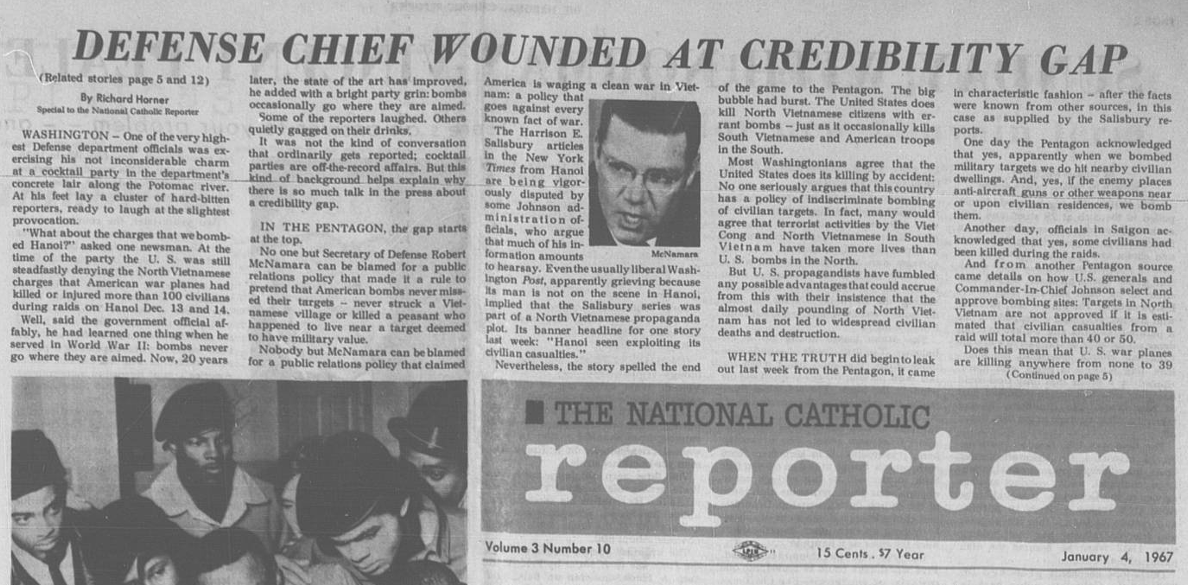 DEFENSE CHIEF WOUNDED AT CREDIBILITY GAP
(Related stories page 5 and 12)
By Richard Horner
Special to the National Catholic Reporter
WASHINGTON — One of the very high-
est Defense department officials was ex-
ercising his not inconsiderable charm
at a cocktail party in the department's
concrete lair along the Potomac river.
At his feet lay a cluster of hard-bitten
reporters, ready to laugh at the slightest
provocation.
"What about the charges that we bomb-
ed Hanoi?" asked one newsman. At the
time of the party the U. S. was still
steadfastly denying the North Vietnamese
charges that American war planes had
killed or injured more than 100 civilians
during raids on Hanoi Dec. 13 and 14.
Well, said the government official af-
fably, he had learned one thing when he
served in World War II: bombs never
go where they are aimed. Now, 20 years
later, the state of the art has improved,
he added with a bright party grin: bombs
occasionally go where they are aimed.
Some of the reporters laughed. Others
quietly gagged on their drinks.
It was not the kind of conversation
that ordinarily gets reported; cocktail
parties are off-the-record affairs. But this
kind of background helps explain why
there is so much talk in the press about
a credibility gap.
IN THE PENTAGON, the gap starts
at the top.
No one but Secretary of Defense Robert
McNamara can be blamed for a public
relations policy that made it a rule to
pretend that American bombs never miss-
ed their targets – never struck a Viet-
namese village or killed a peasant who
happened to live near a target deemed
to have military value.
Nobody but McNamara can be blamed
for a public relations policy that claimed
America is waging a clean war in Viet-
nam: a policy that
goes against every
known fact of war.
The Harrison E.
Salisbury articles
in the New York
Times from Hanoi
are being vigor-
ously disputed by
some Johnson ad-
ministration of-
ficials, who argue
that much of his in-
formation amounts
to hearsay. Even the usually liberal Wash-
ington Post, apparently grieving because
its man is not on the scene in Hanoi,
implied that the Salisbury series was
part of a North Vietnamese propaganda
plot. Its banner headline for one story
last week: "Hanoi seen exploiting its
civilian casualties."
Nevertheless, the story spelled the end
McNamara
of the game to the Pentagon. The big
bubble had burst. The United States does
kill North Vietnamese citizens with er-
rant bombs – just as it occasionally kills
South Vietnamese and American troops
in the South.
Most Washingtonians agree that the
United States does its killing by accident:
No one seriously argues that this country
has a policy of indiscriminate bombing
of civilian targets. In fact, many would
agree that terrorist activities by the Viet
Cong and North Vietnamese in South
Vietnam have taken more lives than
U. S. bombs in the North.
But U. S. propagandists have fumbled
any possible advantages that could accrue
from this with their insistence that the
almost daily pounding of North Viet-
nam has not led to widespread civilian
deaths and destruction.
WHEN THE TRUTH did begin to leak
out last week from the Pentagon, it came
in characteristic fashion – after the facts
were known from other sources, in this
case as supplied by the Salisbury re-
ports.
One day the Pentagon acknowledged
that yes, apparently when we bombed
military targets we do hit nearby civilian
dwellings. And, yes, if the enemy places
anti-aircraft guns or other weapons near
or upon civilian residences, we bomb
them.
Another day, officials in Saigon ac-
knowledged that yes, some civilians had
been killed during the raids.
And from another Pentagon source
came details on how U.S. generals and
Commander-In-Chief Johnson select and
approve bombing sites: Targets in North
Vietnam are not approved if it is esti-
mated that civilian casualties from a
raid will total more than 40 or 50.
Does this mean that U. S. war planes
are killing anywhere from none to 39
(Continued on page 5)
THE NATIONAL CATHOLIC
reporter
Volume 3 Number 10
15 Cents . $7 Year
January 4, 1967